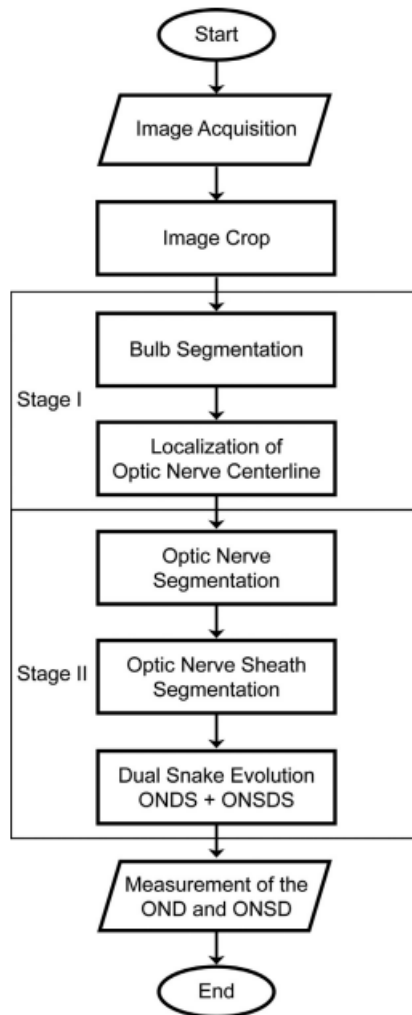 Start
Image Acquisition
Image Crop
Stage I
Bulb Segmentation
Localization of
Optic Nerve Centerline
Stage II
Optic Nerve
Segmentation
Optic Nerve Sheath
Segmentation
Dual Snake Evolution
ONDS + ONSDS
Measurement of the
OND and ONSD
End